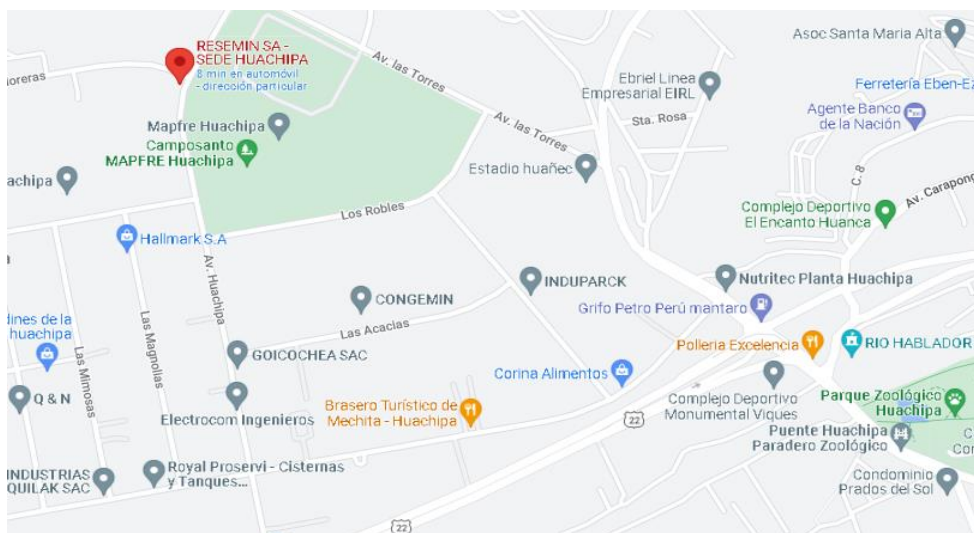 RESEMIN SA -
SEDE HUACHIPA
8 min en automóvil
- dirección particular
oreras
Av. las Torres
Asoc Santa Maria Alta
Ebriel Linea
Empresarial EIRL
Ferretería Eben-Ez
Agente Banco
de la Nación
Sta. Rosa
Mapfre Huachipa
Av. las Torres
Camposanto
MAPFRE Huachipa
Estadio huañec
achipa
C. 8
Av. Carapong
Los Robles
Complejo Deportivo
El Encanto Huanca
Hallmark S.A
Av. Huachipa
INDUPARCK
Nutritec Planta Huachipa
CONGEMIN
Grifo Petro Perú mantaro
Las Acacias
dines de la
huachipa
Las Magnolias
GOICOCHEA SAC
Polleria Excelencia
RIO HABLADOR
Las Mimosas
Corina Alimentos
Q & N
Electrocom Ingenieros
Brasero Turístico de
Mechita - Huachipa
Complejo Deportivo
Monumental Viques
Parque Zoológico
Huachipa
22
Puente Huachipa
Paradero Zoológico
INDUSTRIAS
QUILAK SAC
Royal Proservi - Cisternas
y Tanques...
Condominio
Prados del Sol
22